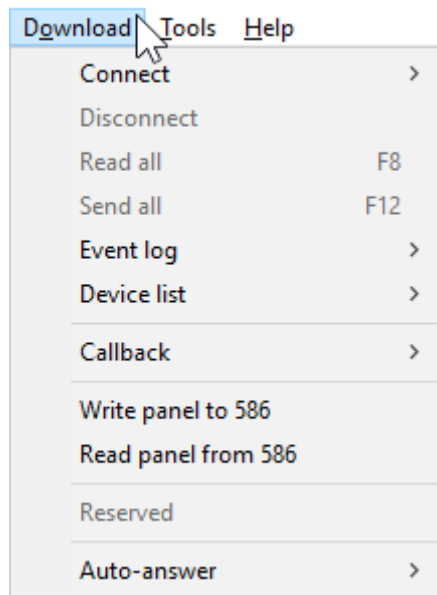 Download Tools Help
Connect
Disconnect
Read all F8
Send all F12
Event log
Device list
Callback
Write panel to 586
Read panel from 586
Reserved
Auto-answer